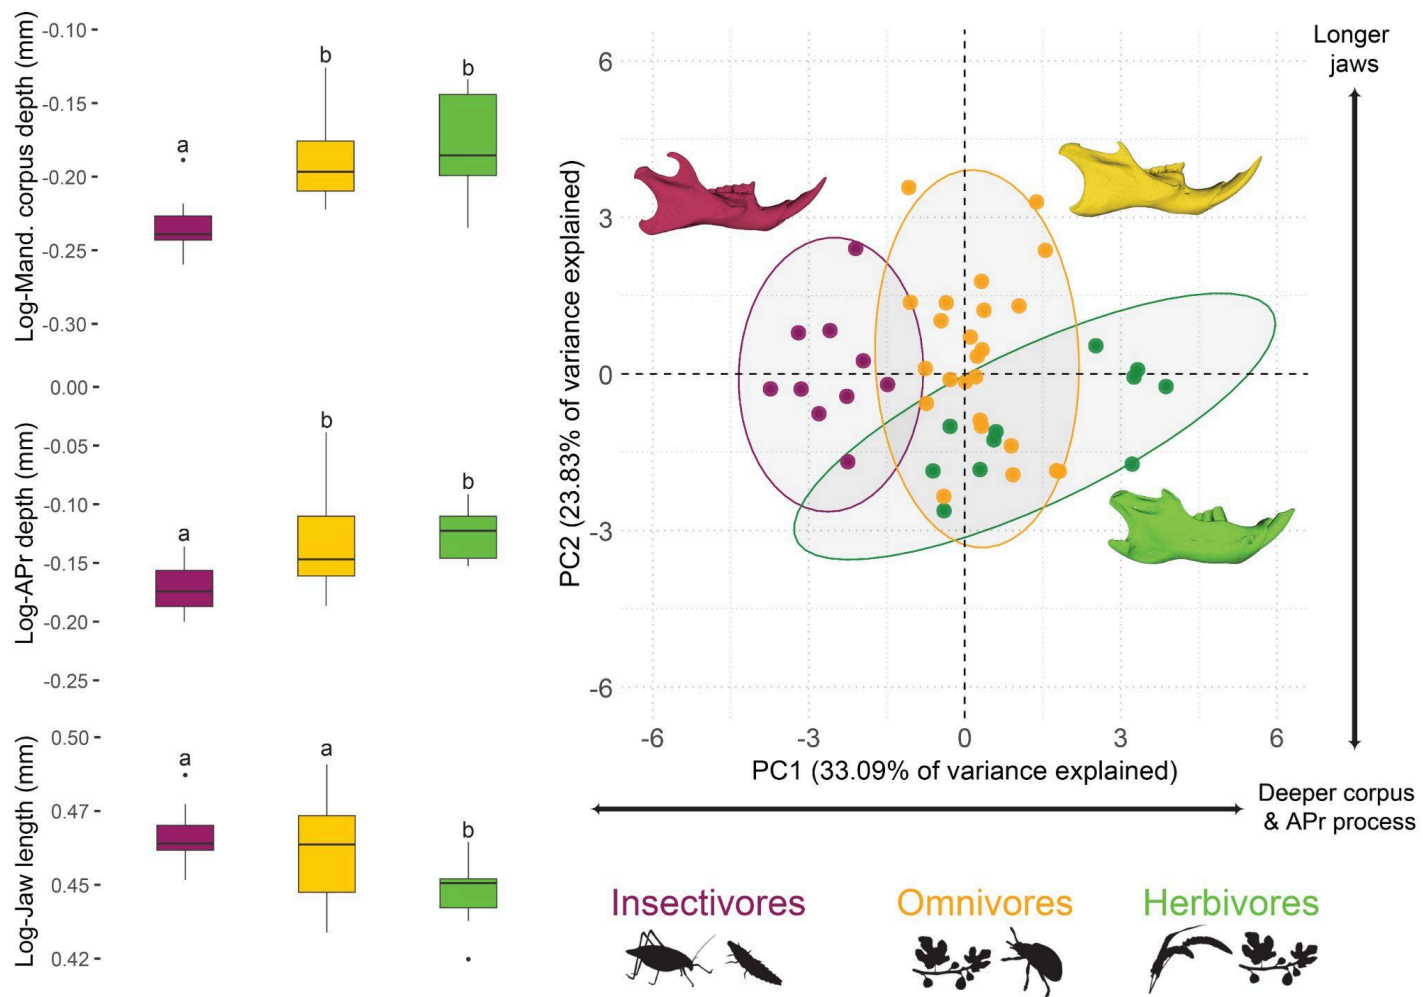 Log-Mand. corpus depth (mm)
-0.10
-0.15
-0.20
-0.25
-0.30
a
b
b
Log-APr depth (mm)
0.00
-0.05
-0.10
-0.15
-0.20
-0.25
a
b
b
Log-Jaw length (mm)
0.50
0.47
0.45
0.42
a
a
b
PC2 (23.83% of variance explained)
6
3
0
-3
-6
-6
-3
0
3
6
PC1 (33.09% of variance explained)
Longer
jaws
Deeper corpus
& APr process
Insectivores
Omnivores
Herbivores